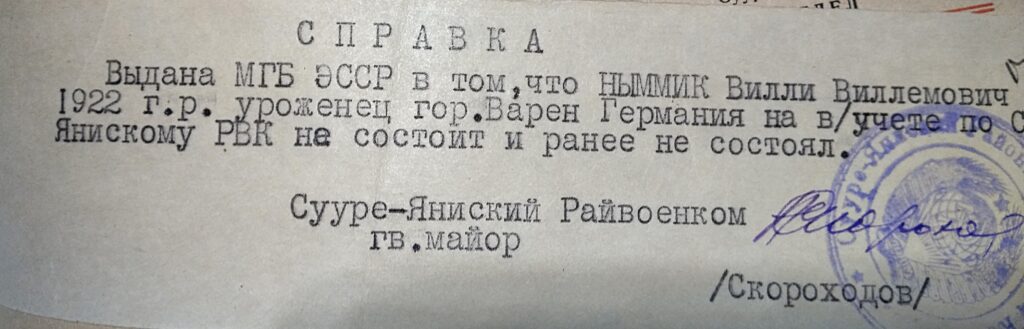 СПРАВКА
Выдана МГБ ЭССР в том,что НЫММИК Вилли Виллемович
1922 г.р. уроженец гор.Варен Германия на в/учете по С
Янискому РВК не состоит и ранее не состоял.
Сууре-Яниский Райвоенком
гв.майор
/Скороходов/